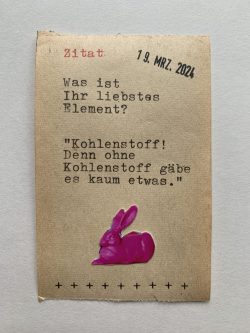 Zitat
19. MRZ. 2024
Was ist
Ihr liebstes
Element?
"Kohlenstoff!
Denn ohne
Kohlenstoff gäbe
es kaum etwas."
+ + + + + + + + + +